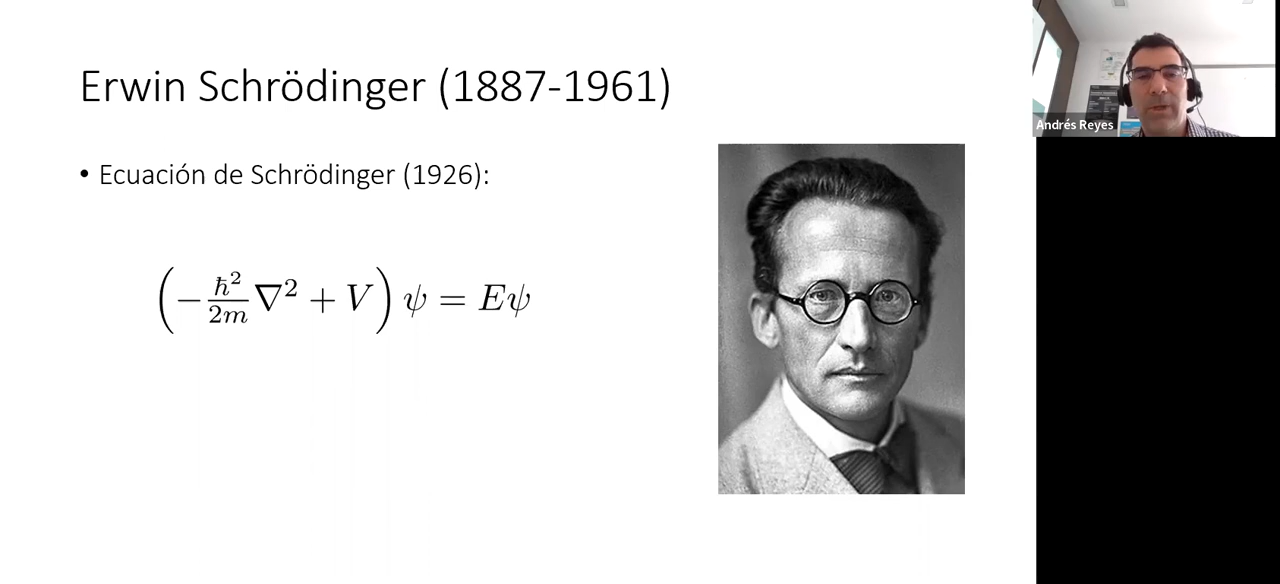 Erwin Schrödinger (1887-1961)
• Ecuación de Schrödinger (1926):
(-ℏ²/2m ∇² + V) ψ = Eψ
Andrés Reyes